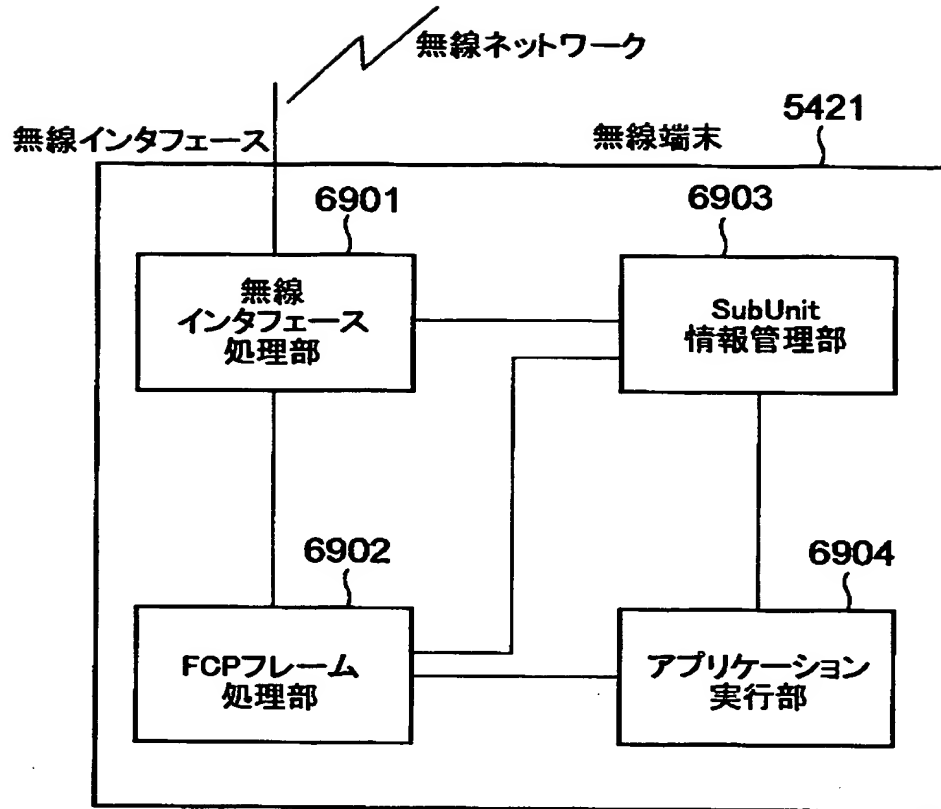 無線ネットワーク
無線インタフェース
無線端末
5421
6901
無線
インタフェース
処理部
6903
SubUnit
情報管理部
6902
FCPフレーム
処理部
6904
アプリケーション
実行部